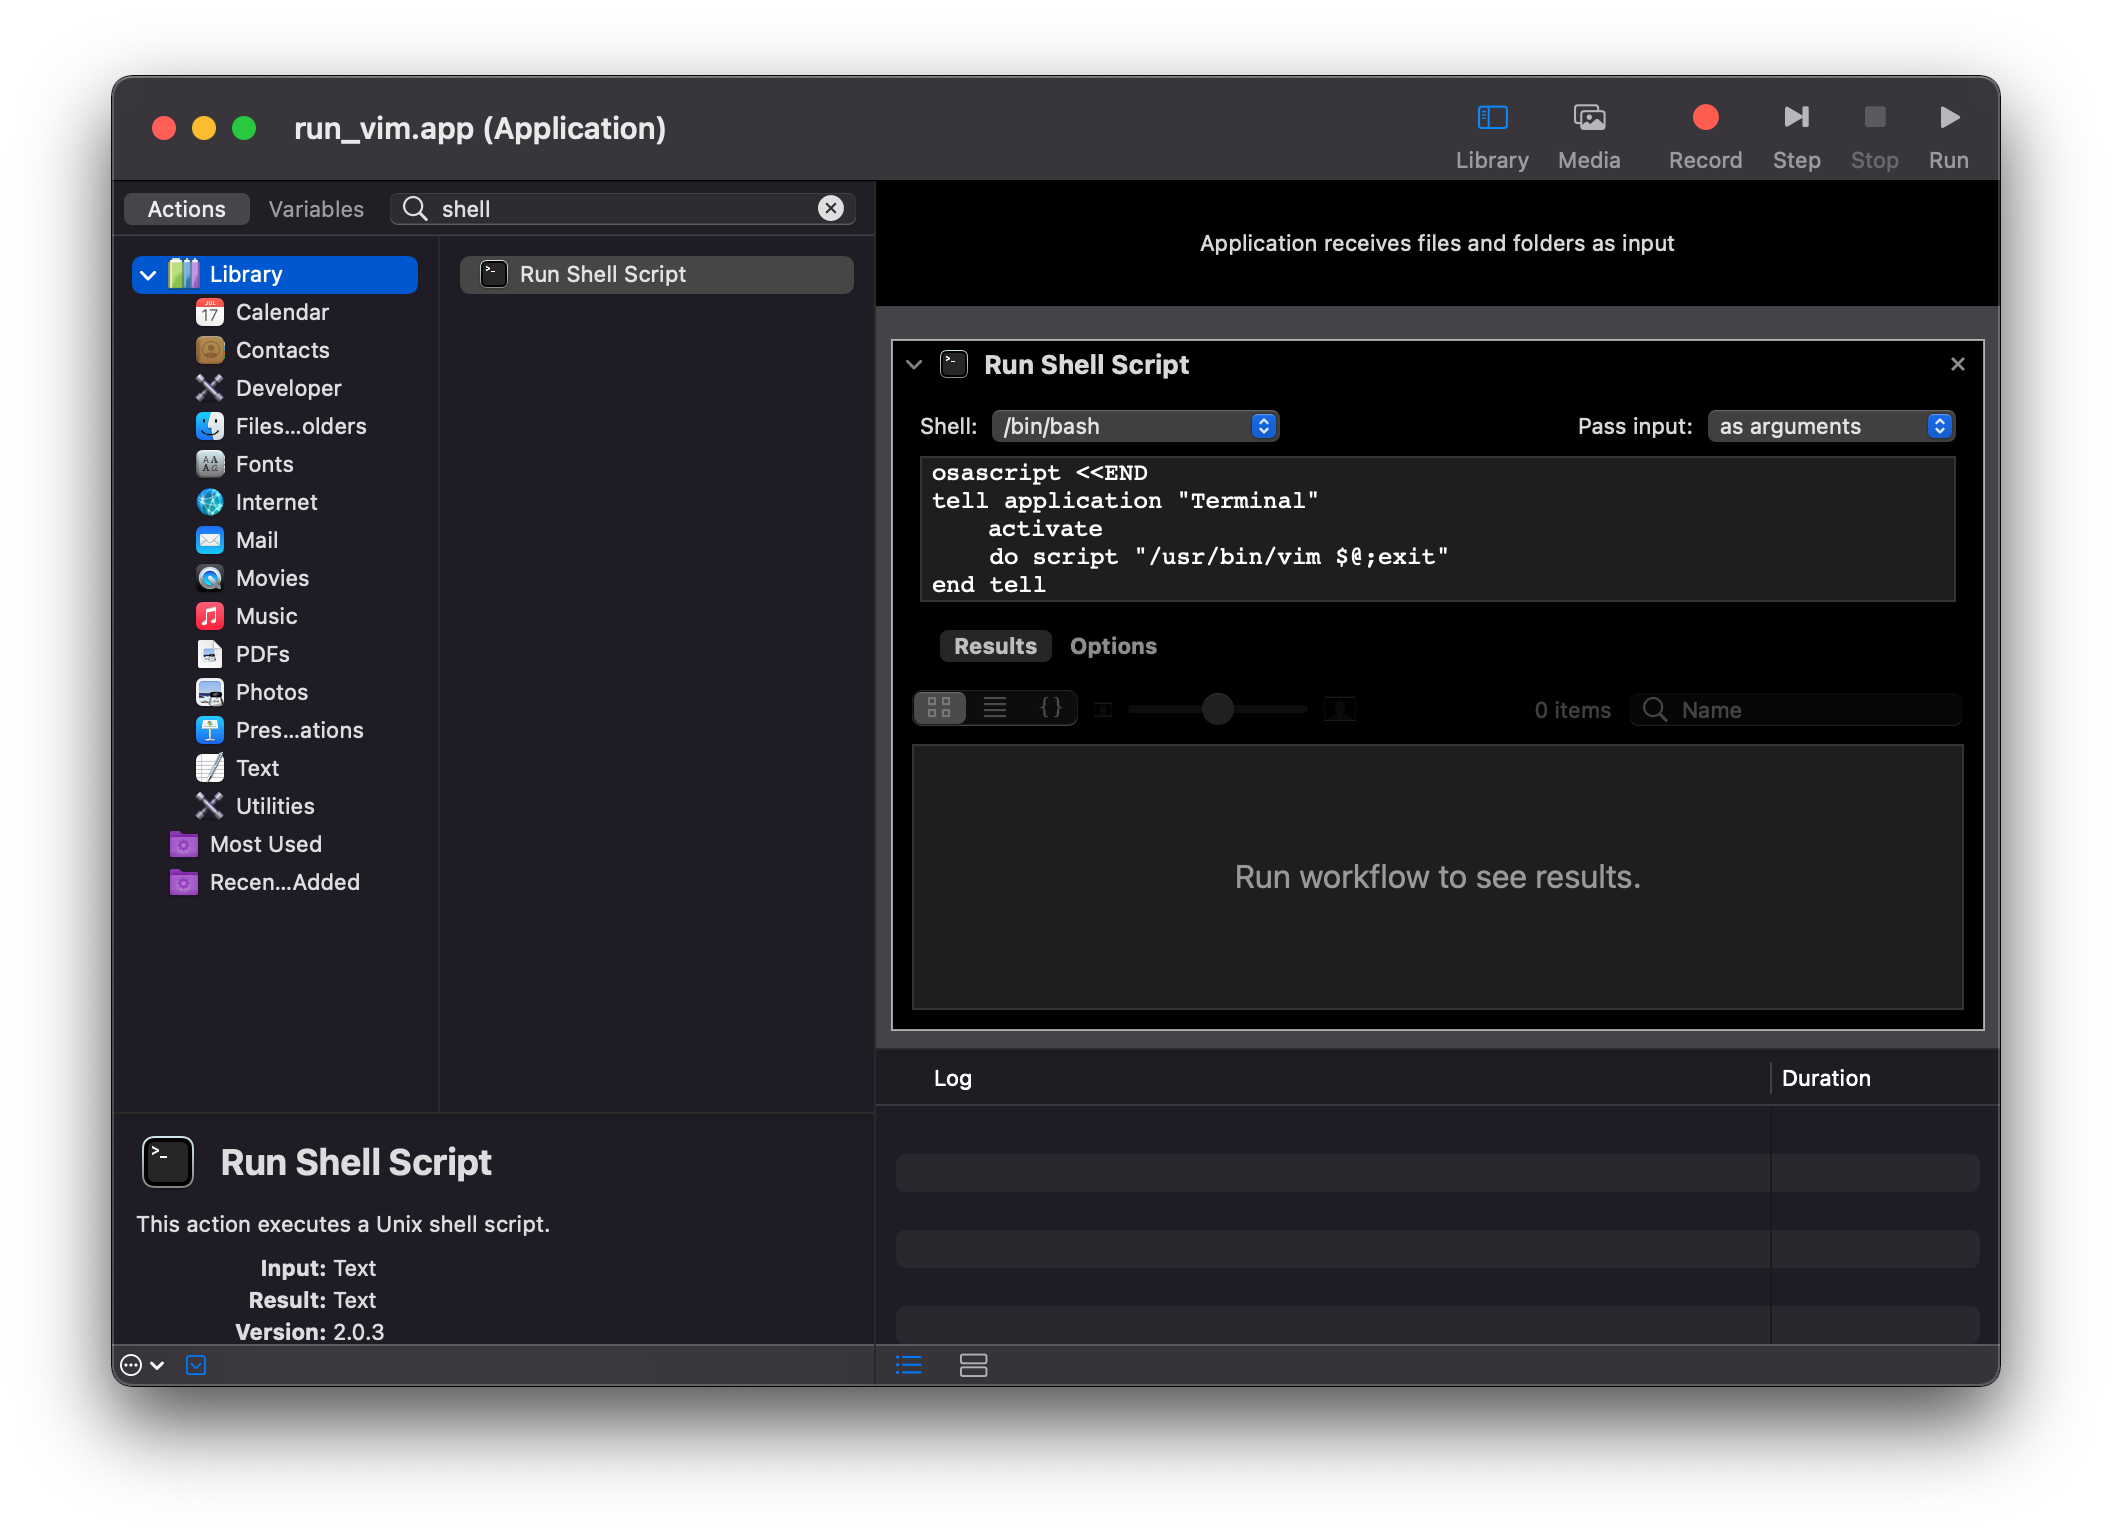 run_vim.app (Application)
Library
Media
Record
Step
Stop
Run
Actions
Variables
shell
Library
Calendar
Contacts
Developer
Files...olders
Fonts
Internet
Mail
Movies
Music
PDFs
Photos
Pres...ations
Text
Utilities
Most Used
Recen...Added
Run Shell Script
Run Shell Script
This action executes a Unix shell script.
Input: Text
Result: Text
Version: 2.0.3
Application receives files and folders as input
Run Shell Script
Shell: /bin/bash
Pass input: as arguments
osascript <<END
tell application "Terminal"
    activate
    do script "/usr/bin/vim $@;exit"
end tell
Results
Options
0 items
Name
Run workflow to see results.
Log
Duration